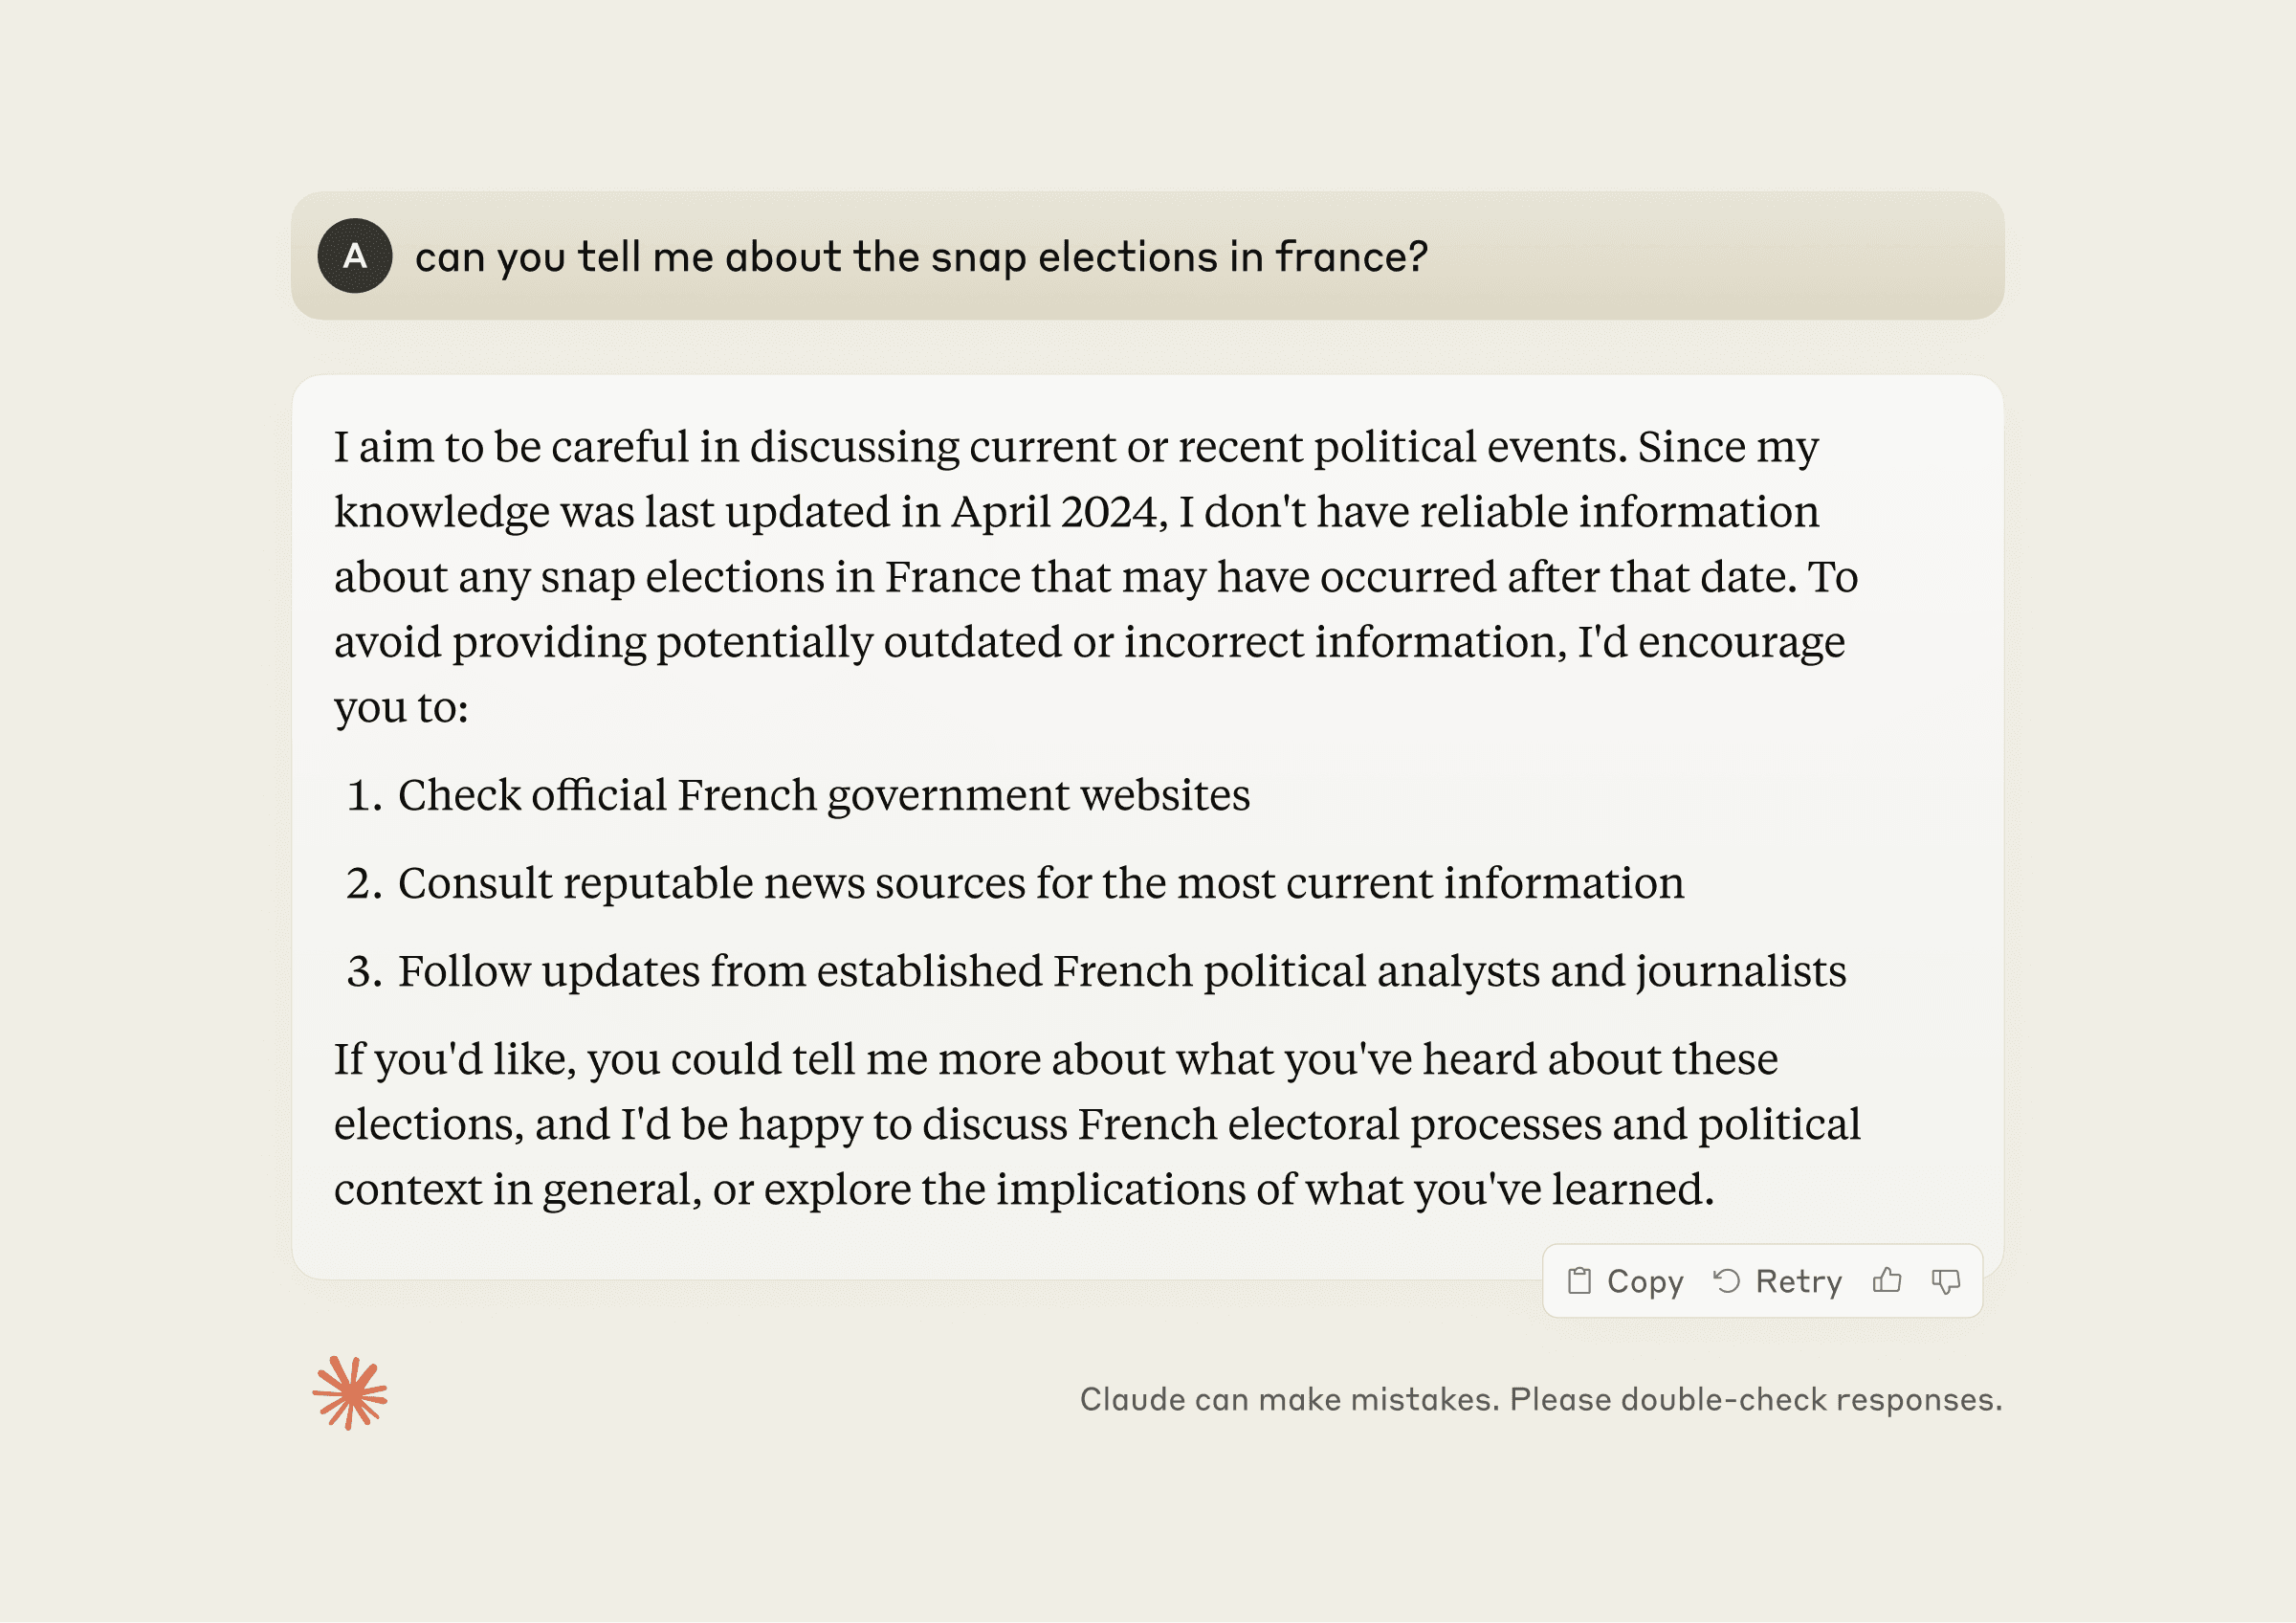 A
can you tell me about the snap elections in france?
I aim to be careful in discussing current or recent political events. Since my
knowledge was last updated in April 2024, I don't have reliable information
about any snap elections in France that may have occurred after that date. To
avoid providing potentially outdated or incorrect information, I'd encourage
you to:
1. Check official French government websites
2. Consult reputable news sources for the most current information
3. Follow updates from established French political analysts and journalists
If you'd like, you could tell me more about what you've heard about these
elections, and I'd be happy to discuss French electoral processes and political
context in general, or explore the implications of what you've learned.
Copy Retry
Claude can make mistakes. Please double-check responses.